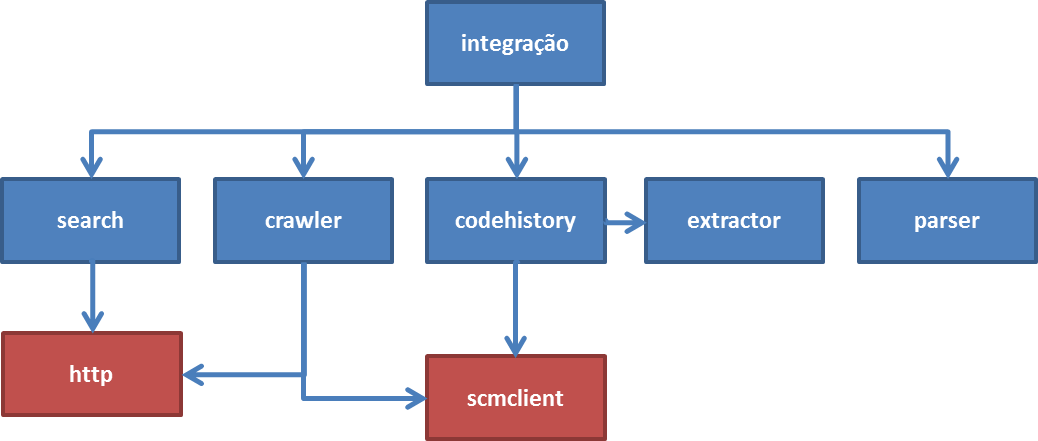 integração
search
crawler
codehistory
extractor
parser
http
scmclient